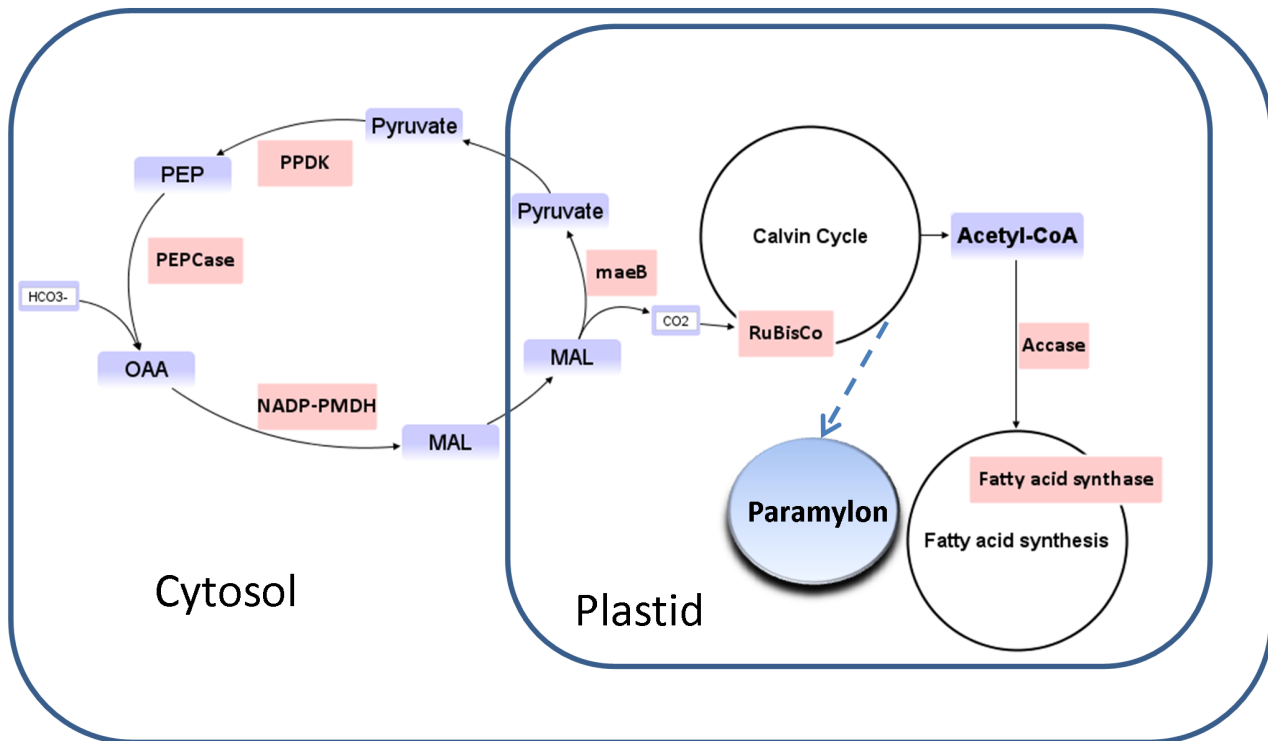 Pyruvate
PPDK
PEP
Pyruvate
Calvin Cycle
Acetyl-CoA
PEPCase
maeB
HCO3-
CO2
RuBisCo
Accase
OAA
MAL
NADP-PMDH
MAL
Fatty acid synthase
Paramylon
Fatty acid synthesis
Cytosol
Plastid